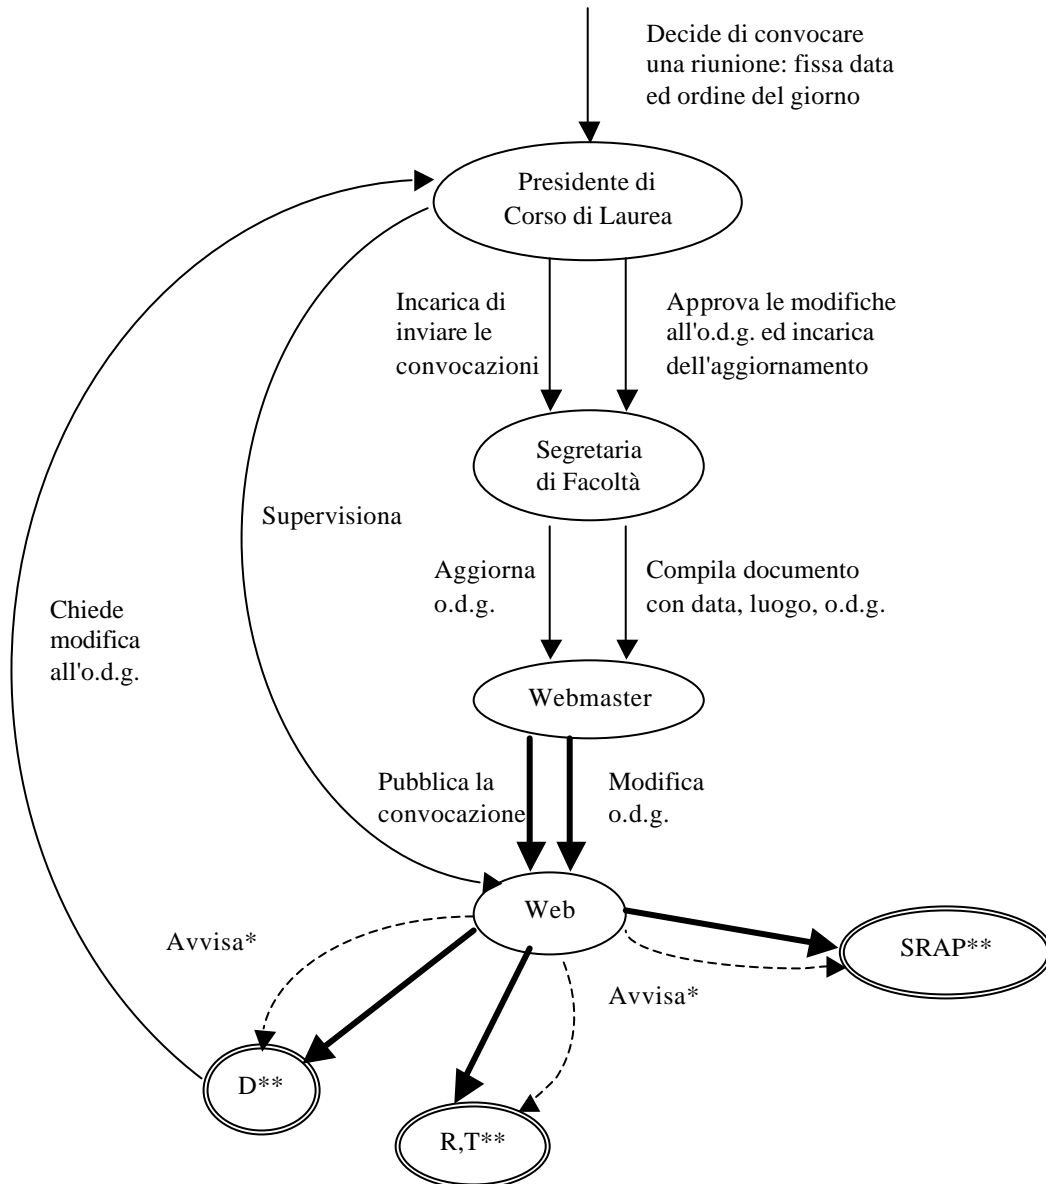 Decide di convocare
una riunione: fissa data
ed ordine del giorno
Presidente di
Corso di Laurea
Incarica di
inviare le
convocazioni
Approva le modifiche
all'o.d.g. ed incarica
dell'aggiornamento
Segretaria
di Facoltà
Supervisiona
Aggiorna
o.d.g.
Compila documento
con data, luogo, o.d.g.
Chiede
modifica
all'o.d.g.
Webmaster
Pubblica la
convocazione
Modifica
o.d.g.
Web
Avvisa*
Avvisa*
SRAP**
D**
R,T**